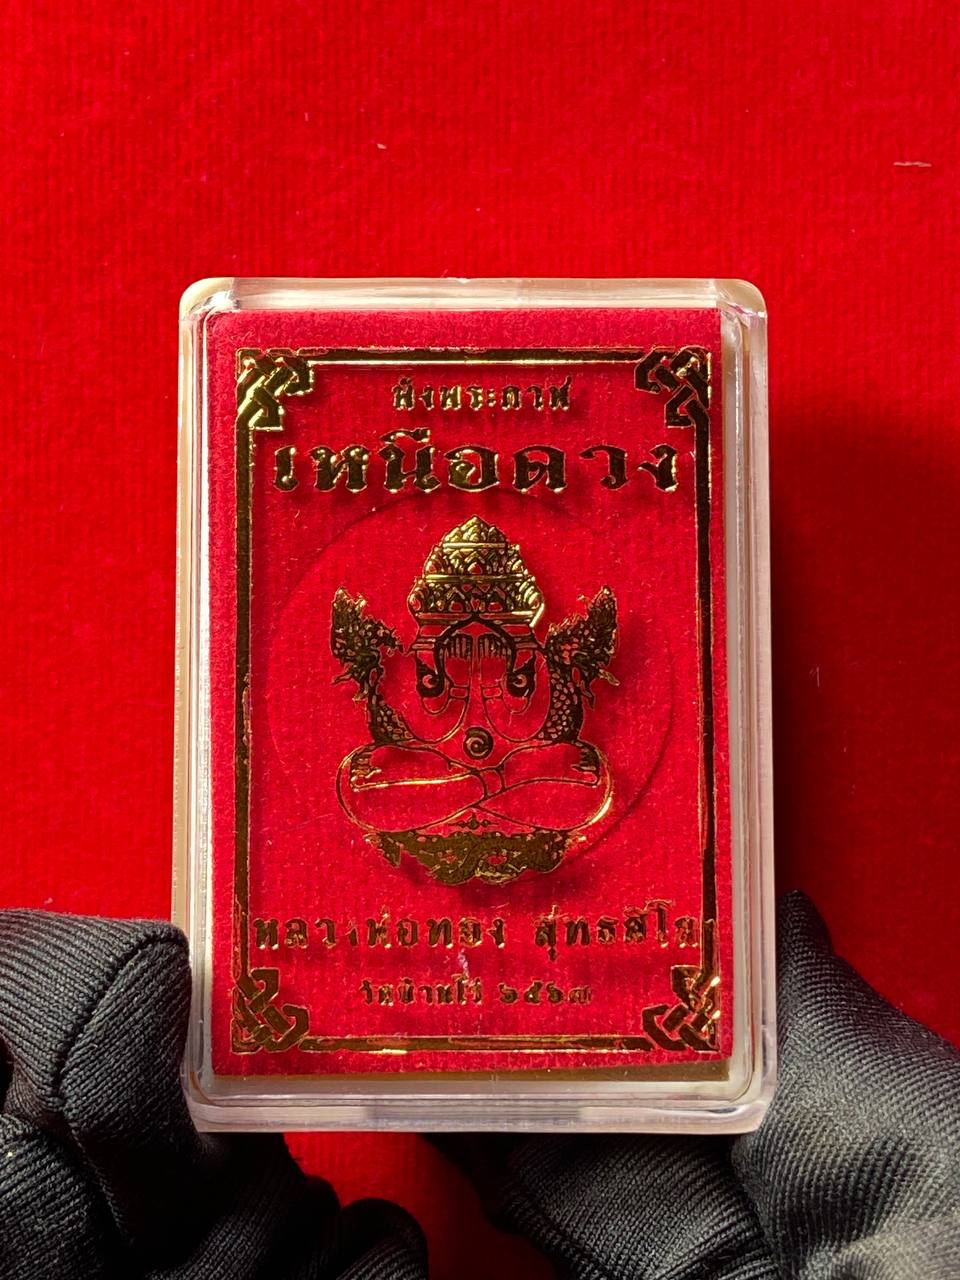 พังพระกาฬ
เหนือดวง
หลวงพ่อทอง สุทธสีโล
วัดบ้านไร่ ๒๕๖๗